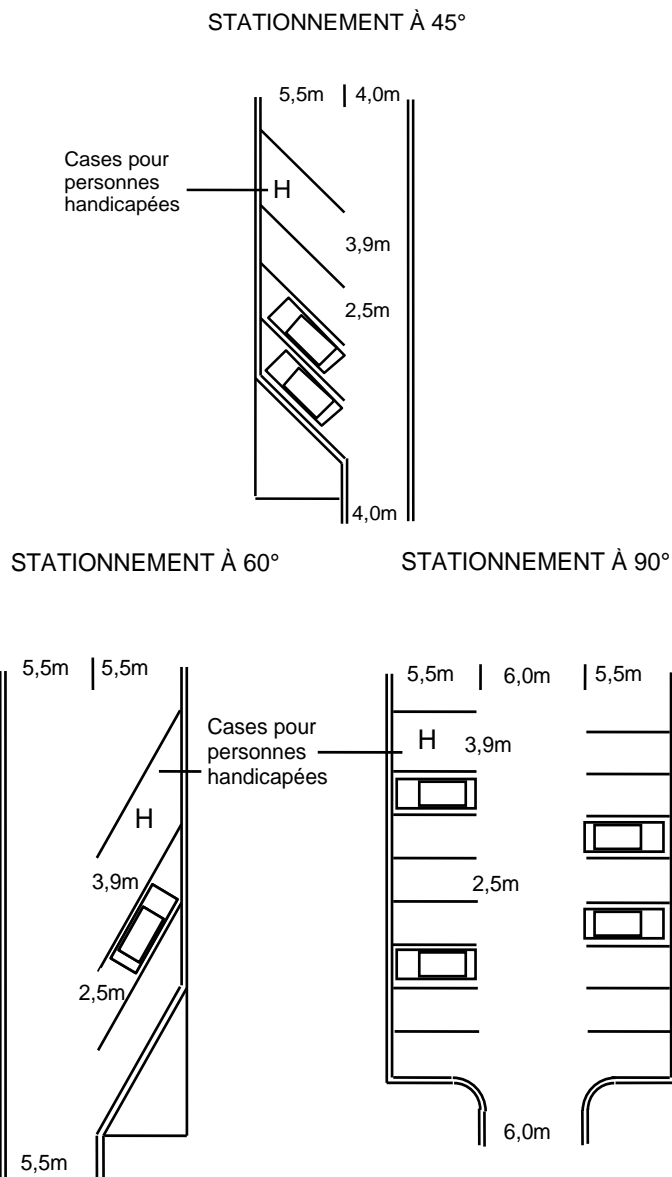 STATIONNEMENT À 45°
5,5m 4,0m
Cases pour
personnes
handicapées
H
3,9m
2,5m
4,0m
STATIONNEMENT À 60°
5,5m 5,5m
Cases pour
personnes
handicapées
H
3,9m
2,5m
5,5m
STATIONNEMENT À 90°
5,5m 6,0m 5,5m
H 3,9m
2,5m
6,0m